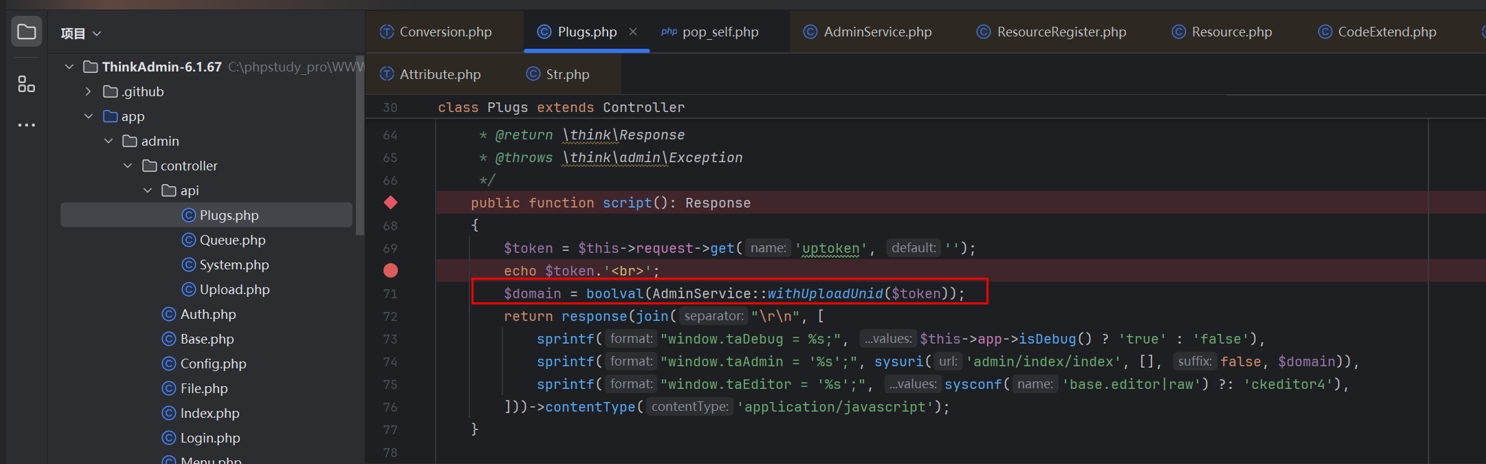 项目
Conversion.php
Plugs.php
pop_self.php
AdminService.php
ResourceRegister.php
Resource.php
CodeExtend.php
Attribute.php
Str.php
ThinkAdmin-6.1.67 C:\phpstudy_pro\WWW
.github
app
admin
controller
api
Plugs.php
Queue.php
System.php
Upload.php
Auth.php
Base.php
Config.php
File.php
Index.php
Login.php
Menu.php
30 class Plugs extends Controller
64 * @return \think\Response
65 * @throws \think\admin\Exception
66 */
public function script(): Response
68 {
69 $token = $this->request->get( name: 'uptoken', default: '');
echo $token.'<br>';
71 $domain = boolval(AdminService::withUploadUnid($token));
72 return response(join( separator: "\r\n", [
73 sprintf( format: "window.taDebug = %s;", ...values: $this->app->isDebug() ? 'true' : 'false'),
74 sprintf( format: "window.taAdmin = '%s';", sysuri( url: 'admin/index/index', [], suffix: false, $domain)),
75 sprintf( format: "window.taEditor = '%s';", ...values: sysconf( name: 'base.editor|raw') ?: 'ckeditor4'),
76 ]))->contentType( contentType: 'application/javascript');
77 }
78